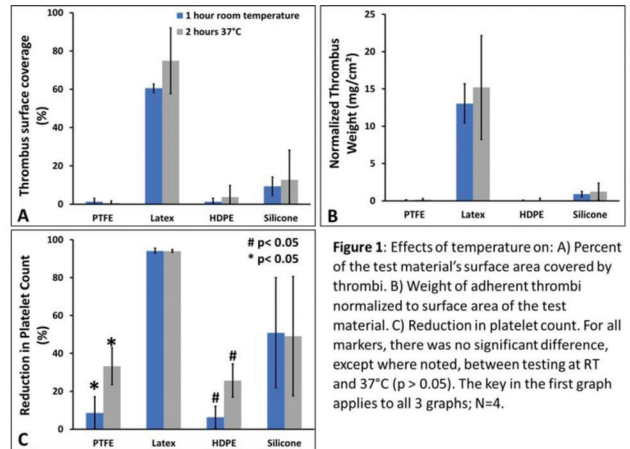 1 hour room temperature
2 hours 37°C
Thrombus surface coverage
(%)
100
80
60
40
20
0
PTFE
Latex
HDPE
Silicone
A
Normalized Thrombus
Weight (mg/cm²)
25
20
15
10
5
0
PTFE
Latex
HDPE
Silicone
B
# p< 0.05
* p< 0.05
Reduction in Platelet Count
(%)
100
80
60
40
20
0
*
*
#
#
PTFE
Latex
HDPE
Silicone
C
Figure 1: Effects of temperature on: A) Percent
of the test material's surface area covered by
thrombi. B) Weight of adherent thrombi
normalized to surface area of the test
material. C) Reduction in platelet count. For all
markers, there was no significant difference,
except where noted, between testing at RT
and 37°C (p > 0.05). The key in the first graph
applies to all 3 graphs; N=4.